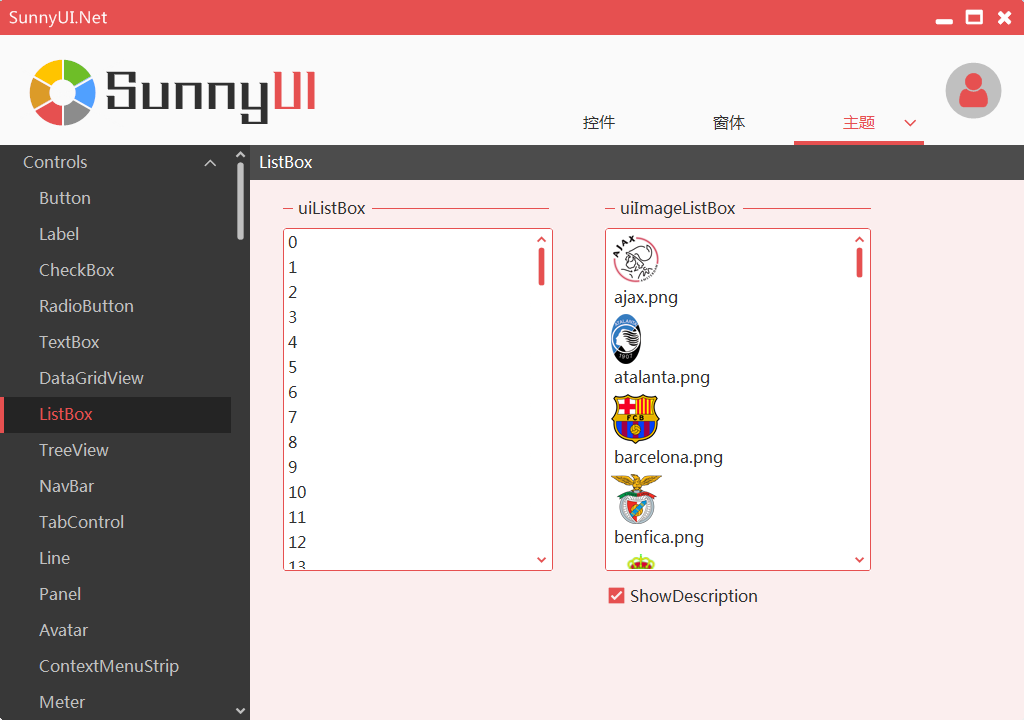 SunnyUI.Net
SunnyUI
控件
窗体
主题
Controls
Button
Label
CheckBox
RadioButton
TextBox
DataGridView
ListBox
TreeView
NavBar
TabControl
Line
Panel
Avatar
ContextMenuStrip
Meter
ListBox
uiListBox
0
1
2
3
4
5
6
7
8
9
10
11
12
13
uiImageListBox
AJAX
ajax.png
ATALANTA
1907
atalanta.png
FCB
barcelona.png
benfica.png
ShowDescription